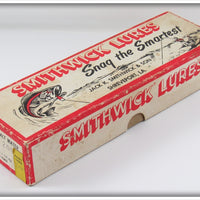 SMITHWICK LURES
Snag the Smartest
JACK K. SMITHWICK & SON
SHREVEPORT, LA.
SMITHWICK LURES